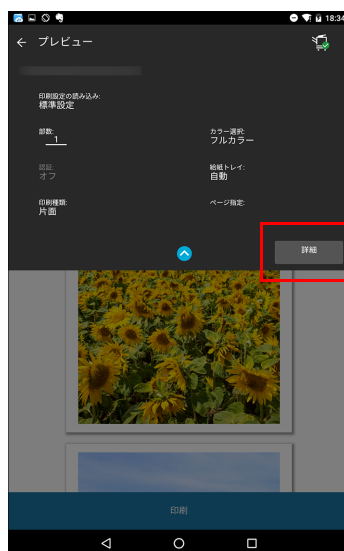 18:34
プレビュー
印刷設定の読み込み:
標準設定
部数:
1
カラー選択:
フルカラー
認証:
オフ
給紙トレイ:
自動
印刷種類:
片面
ページ指定:
詳細
印刷